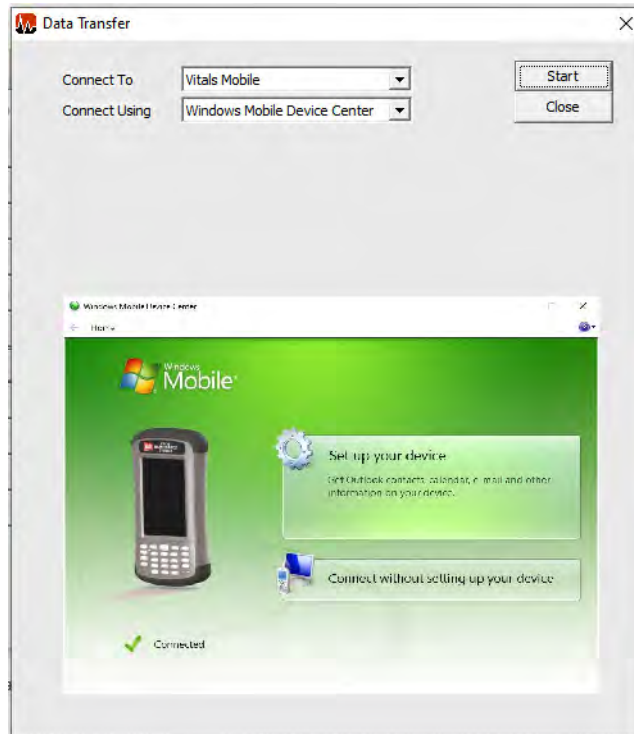 Data Transfer
Connect To
Vitals Mobile
Start
Connect Using
Windows Mobile Device Center
Close
Windows Mobile Device Center
Home
Windows
Mobile
Set up your device
Get Outlook contacts, calendar, e-mail and other
information on your device.
Connect without setting up your device
Connected